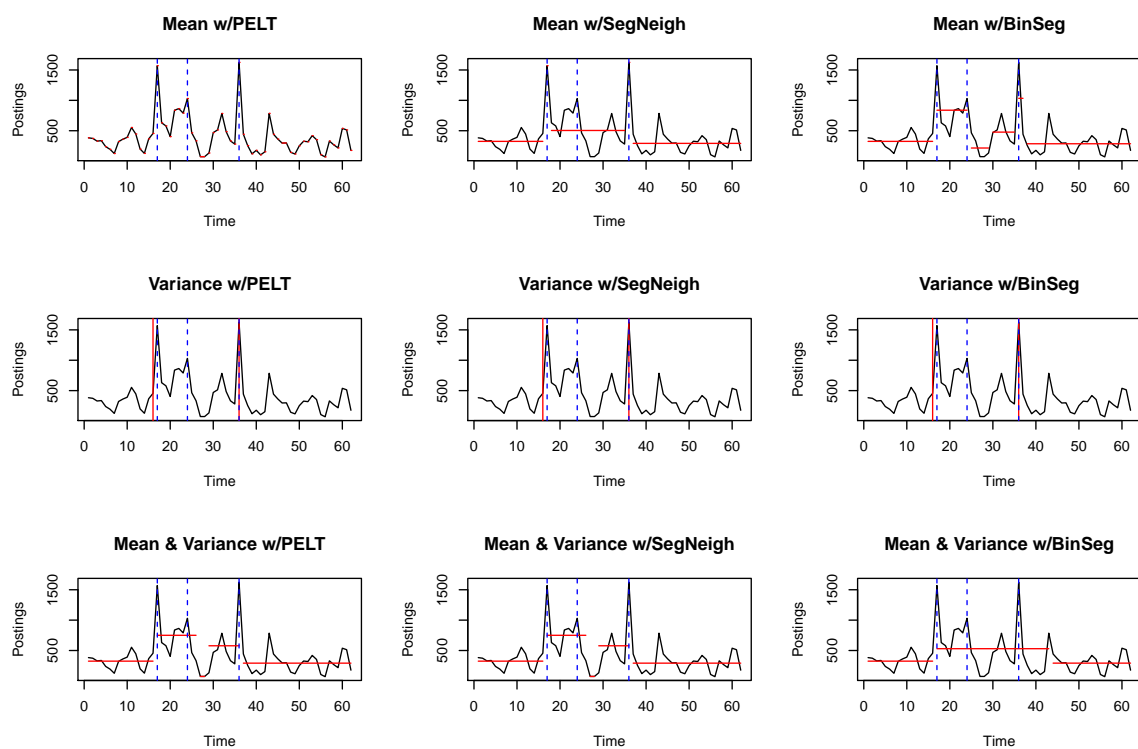 Mean w/PELT
Postings
500
1500
0 10 20 30 40 50 60
Time
Mean w/SegNeigh
Postings
500
1500
0 10 20 30 40 50 60
Time
Mean w/BinSeg
Postings
500
1500
0 10 20 30 40 50 60
Time
Variance w/PELT
Postings
500
1500
0 10 20 30 40 50 60
Time
Variance w/SegNeigh
Postings
500
1500
0 10 20 30 40 50 60
Time
Variance w/BinSeg
Postings
500
1500
0 10 20 30 40 50 60
Time
Mean & Variance w/PELT
Postings
500
1500
0 10 20 30 40 50 60
Time
Mean & Variance w/SegNeigh
Postings
500
1500
0 10 20 30 40 50 60
Time
Mean & Variance w/BinSeg
Postings
500
1500
0 10 20 30 40 50 60
Time